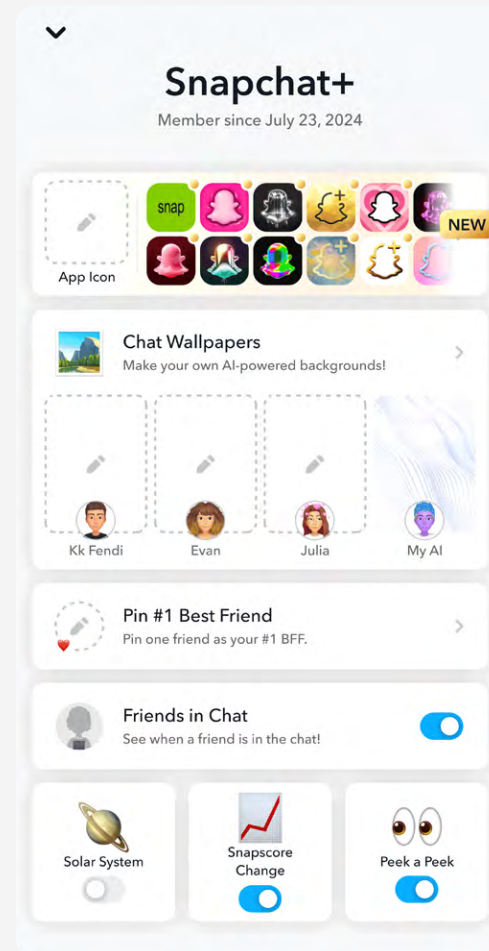 Snapchat+
Member since July 23, 2024
snap
NEW
App Icon
Chat Wallpapers
Make your own AI-powered backgrounds!
Kk Fendi
Evan
Julia
My AI
Pin #1 Best Friend
Pin one friend as your #1 BFF.
Friends in Chat
See when a friend is in the chat!
Solar System
Snapscore
Change
Peek a Peek